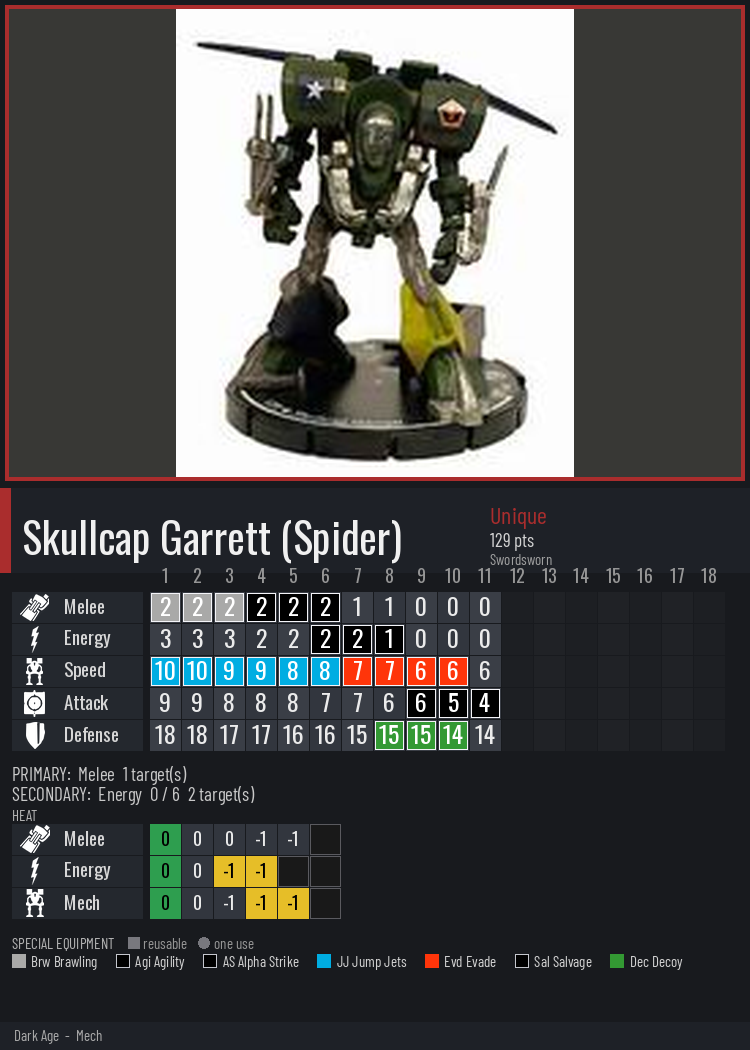 Skullcap Garrett (Spider)
Unique
129 pts
Swordsworn
1 2 3 4 5 6 7 8 9 10 11 12 13 14 15 16 17 18
Melee 2 2 2 2 2 2 1 1 0 0 0
Energy 3 3 3 2 2 2 2 1 0 0 0
Speed 10 10 9 9 8 8 7 7 6 6 6
Attack 9 9 8 8 8 7 7 6 6 5 4
Defense 18 18 17 17 16 16 15 15 15 14 14
PRIMARY: Melee 1 target(s)
SECONDARY: Energy 0 / 6 2 target(s)
HEAT
Melee 0 0 0 -1 -1
Energy 0 0 -1 -1
Mech 0 0 -1 -1 -1
SPECIAL EQUIPMENT reusable one use
Brw Brawling Agi Agility AS Alpha Strike JJ Jump Jets Evd Evade Sal Salvage Dec Decoy
Dark Age - Mech